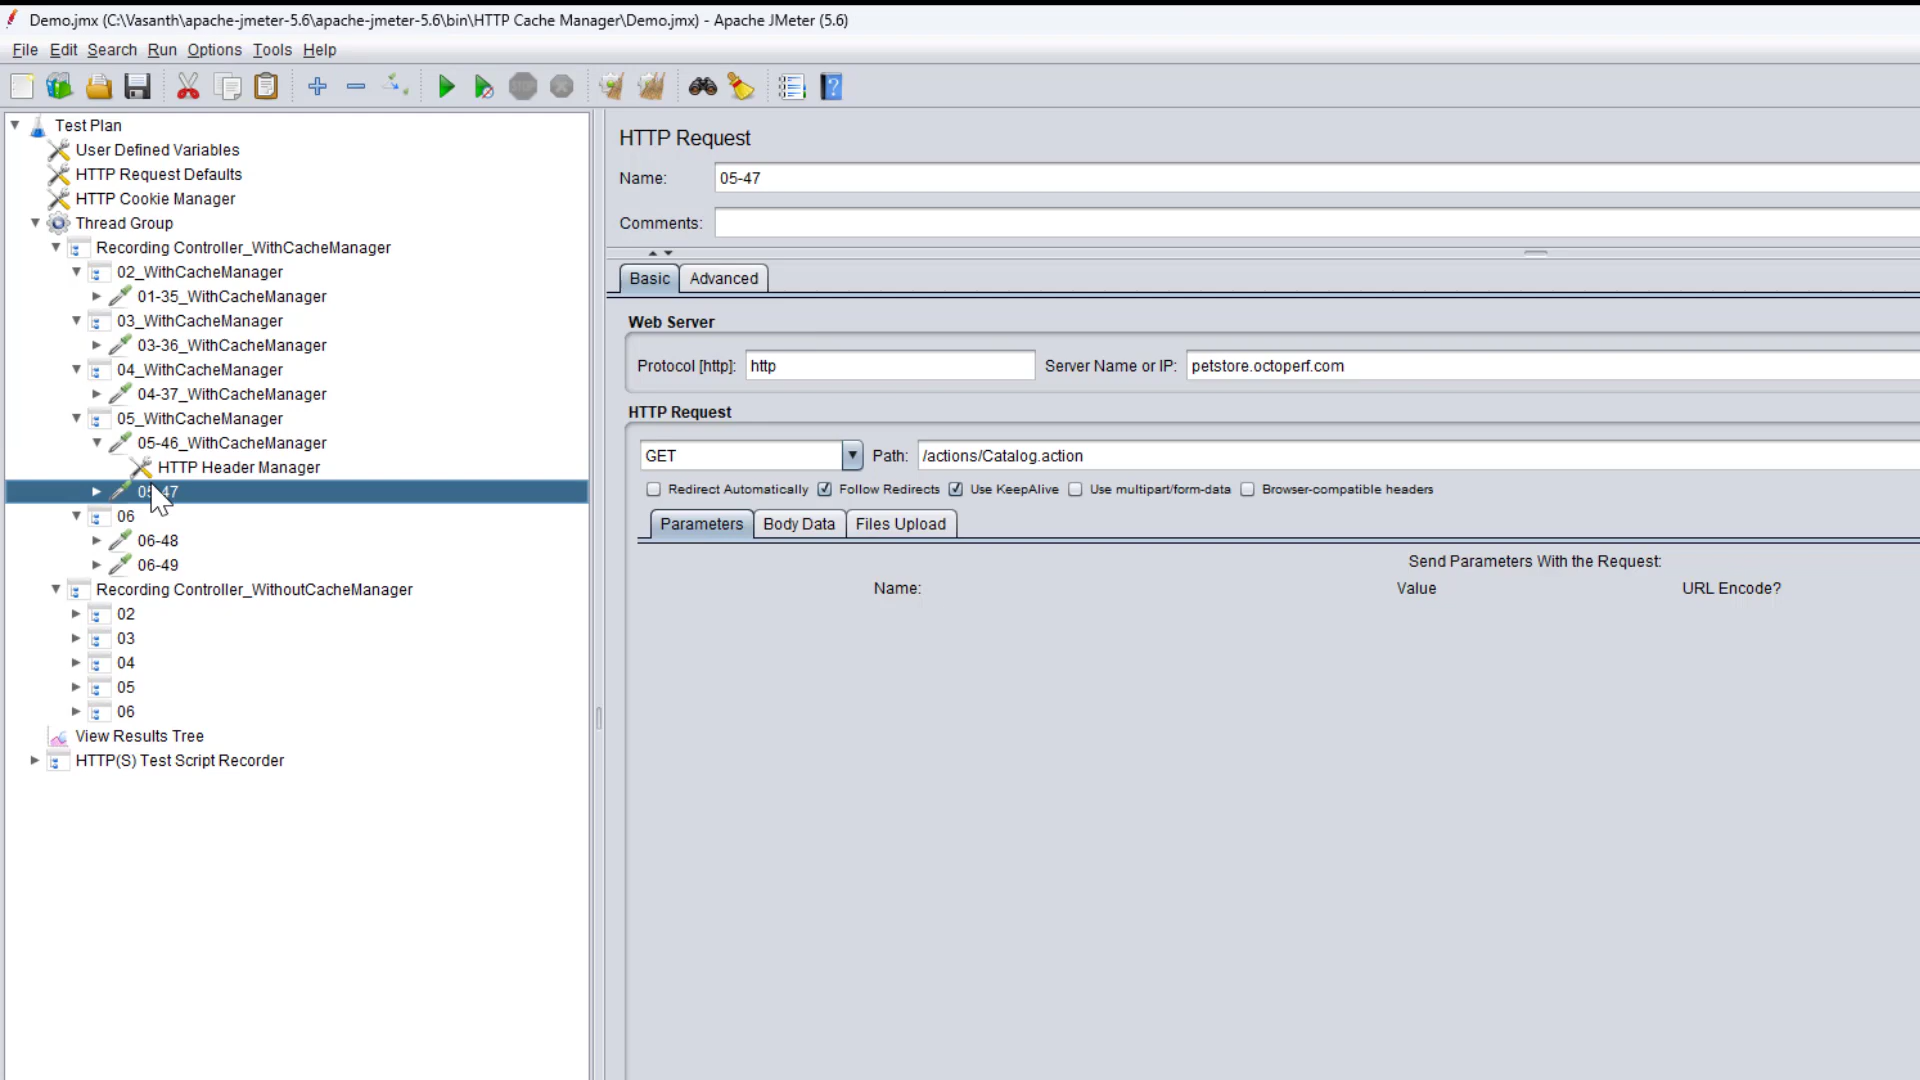 Demo.jmx (C:\Vasanth\apache-jmeter-5.6\apache-jmeter-5.6\bin\HTTP Cache Manager\Demo.jmx) - Apache JMeter (5.6)
File Edit Search Run Options Tools Help
Test Plan
User Defined Variables
HTTP Request Defaults
HTTP Cookie Manager
Thread Group
Recording Controller_WithCacheManager
02_WithCacheManager
01-35_WithCacheManager
03_WithCacheManager
03-36_WithCacheManager
04_WithCacheManager
04-37_WithCacheManager
05_WithCacheManager
05-46_WithCacheManager
HTTP Header Manager
05-47
06
06-48
06-49
Recording Controller_WithoutCacheManager
02
03
04
05
06
View Results Tree
HTTP(S) Test Script Recorder
HTTP Request
Name: 05-47
Comments:
Basic Advanced
Web Server
Protocol [http]: http Server Name or IP: petstore.octoperf.com
HTTP Request
GET Path: /actions/Catalog.action
Redirect Automatically Follow Redirects Use KeepAlive Use multipart/form-data Browser-compatible headers
Parameters Body Data Files Upload
Send Parameters With the Request:
Name: Value URL Encode?